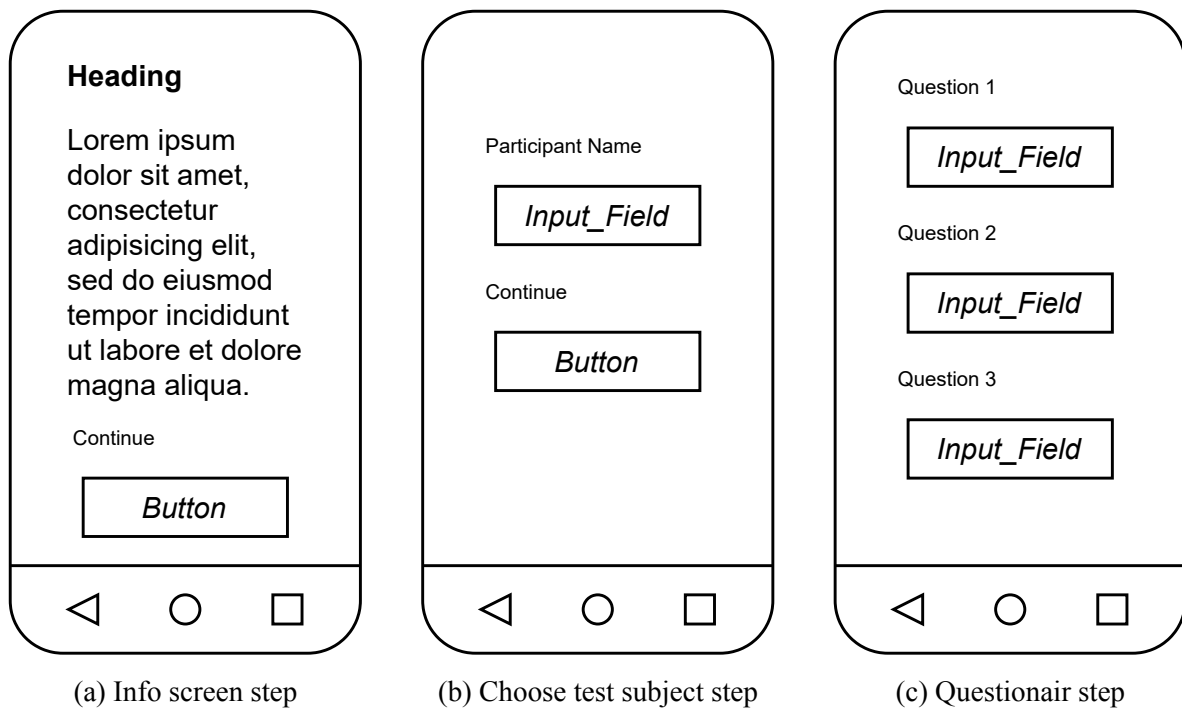 Heading
Lorem ipsum
dolor sit amet,
consectetur
adipisicing elit,
sed do eiusmod
tempor incididunt
ut labore et dolore
magna aliqua.
Continue
Button
(a) Info screen step
Participant Name
Input_Field
Continue
Button
(b) Choose test subject step
Question 1
Input_Field
Question 2
Input_Field
Question 3
Input_Field
(c) Questionair step